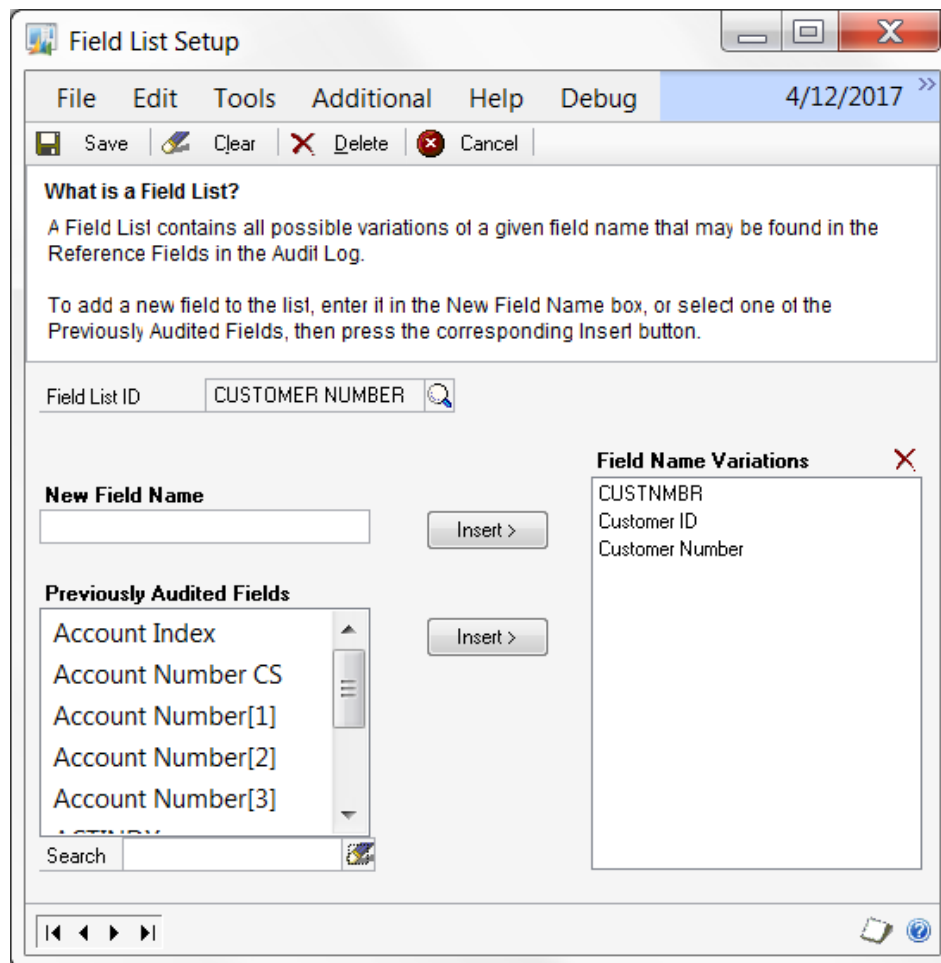 Field List Setup
File Edit Tools Additional Help Debug 4/12/2017 »
Save Clear Delete Cancel
What is a Field List?
A Field List contains all possible variations of a given field name that may be found in the
Reference Fields in the Audit Log.
To add a new field to the list, enter it in the New Field Name box, or select one of the
Previously Audited Fields, then press the corresponding Insert button.
Field List ID CUSTOMER NUMBER
Field Name Variations
CUSTNMBR
Customer ID
Customer Number
New Field Name
Insert >
Previously Audited Fields
Insert >
Account Index
Account Number CS
Account Number[1]
Account Number[2]
Account Number[3]
Search